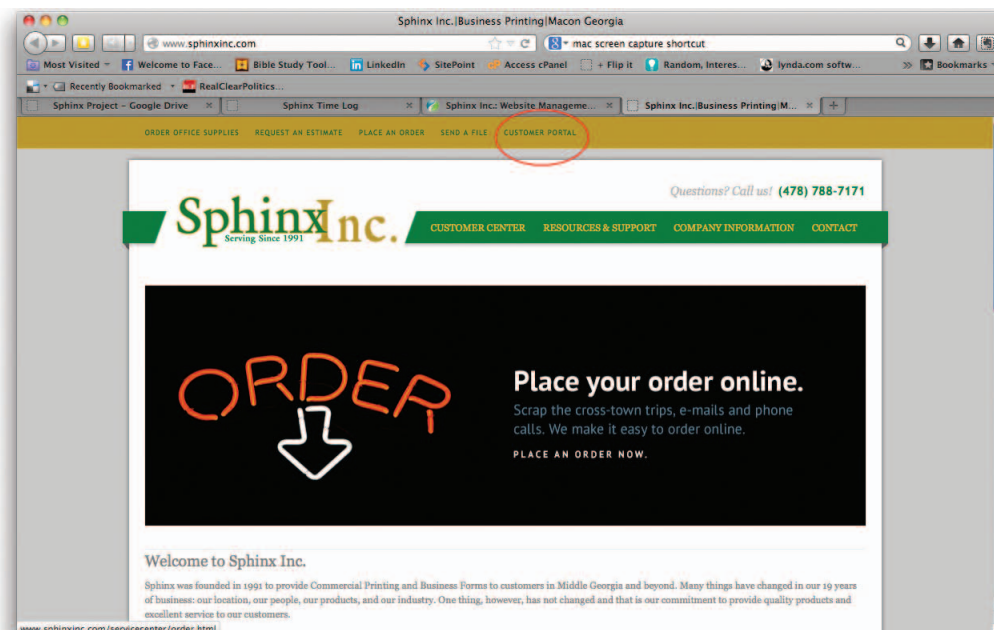 Sphinx Inc.|Business Printing|Macon Georgia
www.sphinxinc.com
mac screen capture shortcut
Most Visited Welcome to Face... Bible Study Tool... LinkedIn SitePoint Access cPanel + Flip it Random, Interes... lynda.com softw... » Bookmarks
Recently Bookmarked RealClearPolitics...
Sphinx Project – Google Drive Sphinx Time Log Sphinx Inc.: Website Manageme... Sphinx Inc.|Business Printing|M...
ORDER OFFICE SUPPLIES REQUEST AN ESTIMATE PLACE AN ORDER SEND A FILE CUSTOMER PORTAL
Questions? Call us! (478) 788-7171
Sphinx Inc.
Serving Since 1991
CUSTOMER CENTER RESOURCES & SUPPORT COMPANY INFORMATION CONTACT
ORDER
Place your order online.
Scrap the cross-town trips, e-mails and phone
calls. We make it easy to order online.
PLACE AN ORDER NOW.
Welcome to Sphinx Inc.
Sphinx was founded in 1991 to provide Commercial Printing and Business Forms to customers in Middle Georgia and beyond. Many things have changed in our 19 years
of business: our location, our people, our products, and our industry. One thing, however, has not changed and that is our commitment to provide quality products and
excellent service to our customers.
www.sphinxinc.com/servicecenter/order.html